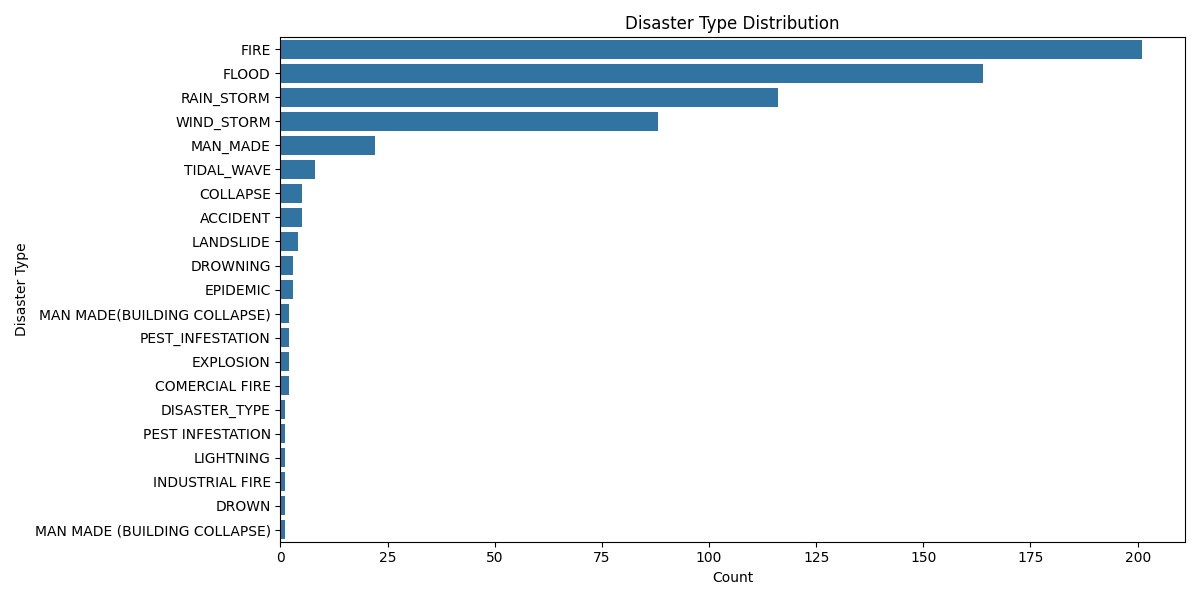 Disaster Type Distribution
Disaster Type
FIRE
FLOOD
RAIN_STORM
WIND_STORM
MAN_MADE
TIDAL_WAVE
COLLAPSE
ACCIDENT
LANDSLIDE
DROWNING
EPIDEMIC
MAN MADE(BUILDING COLLAPSE)
PEST_INFESTATION
EXPLOSION
COMERCIAL FIRE
DISASTER_TYPE
PEST INFESTATION
LIGHTNING
INDUSTRIAL FIRE
DROWN
MAN MADE (BUILDING COLLAPSE)
0 25 50 75 100 125 150 175 200
Count